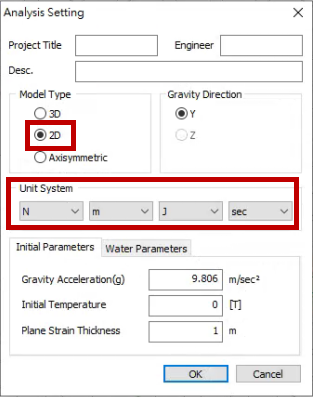 Analysis Setting
Project Title Engineer
Desc.
Model Type Gravity Direction
3D Y
2D Z
Axisymmetric
Unit System
N m J sec
Initial Parameters Water Parameters
Gravity Acceleration(g) 9.806 m/sec²
Initial Temperature 0 [T]
Plane Strain Thickness 1 m
OK Cancel